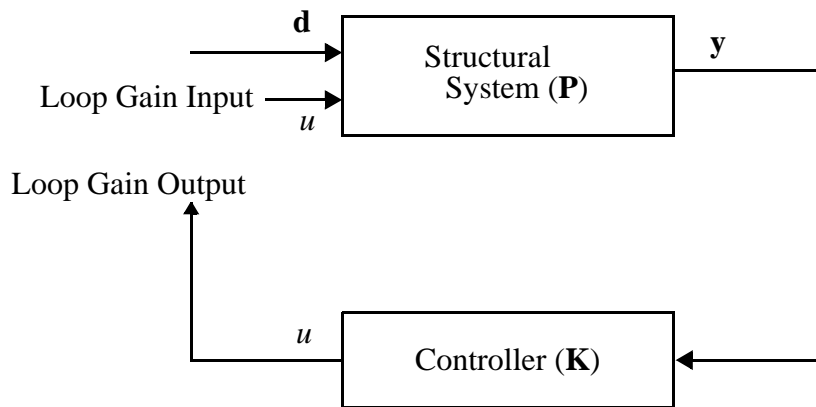 d
Structural
System (P)
y
Loop Gain Input
u
Loop Gain Output
u
Controller (K)